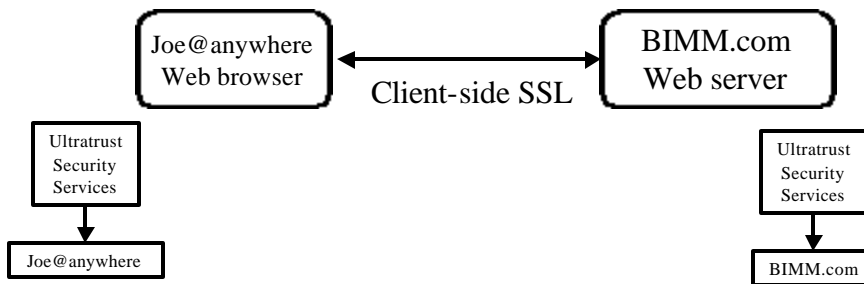 Joe@anywhere
Web browser
BIMM.com
Web server
Client-side SSL
Ultratrust
Security
Services
Joe@anywhere
Ultratrust
Security
Services
BIMM.com